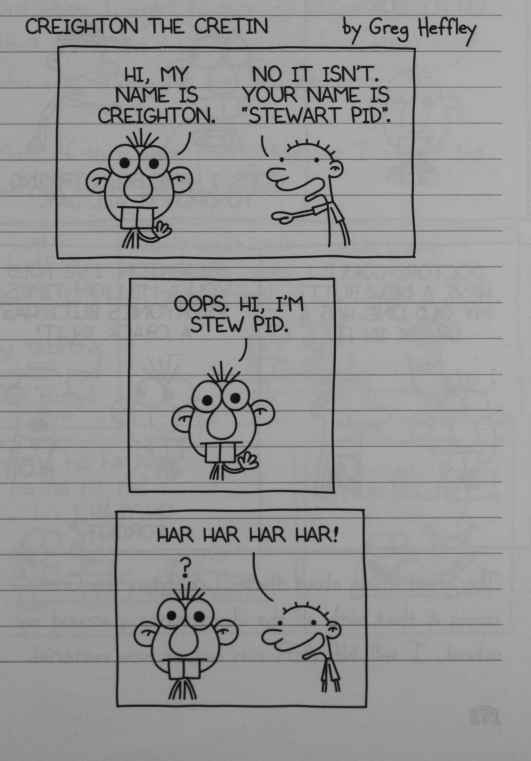 CREIGHTON THE CRETIN
by Greg Heffley
HI, MY
NAME IS
CREIGHTON.
NO IT ISN'T.
YOUR NAME IS
"STEWART PID".
OOPS. HI, I'M
STEW PID.
HAR HAR HAR HAR!
?